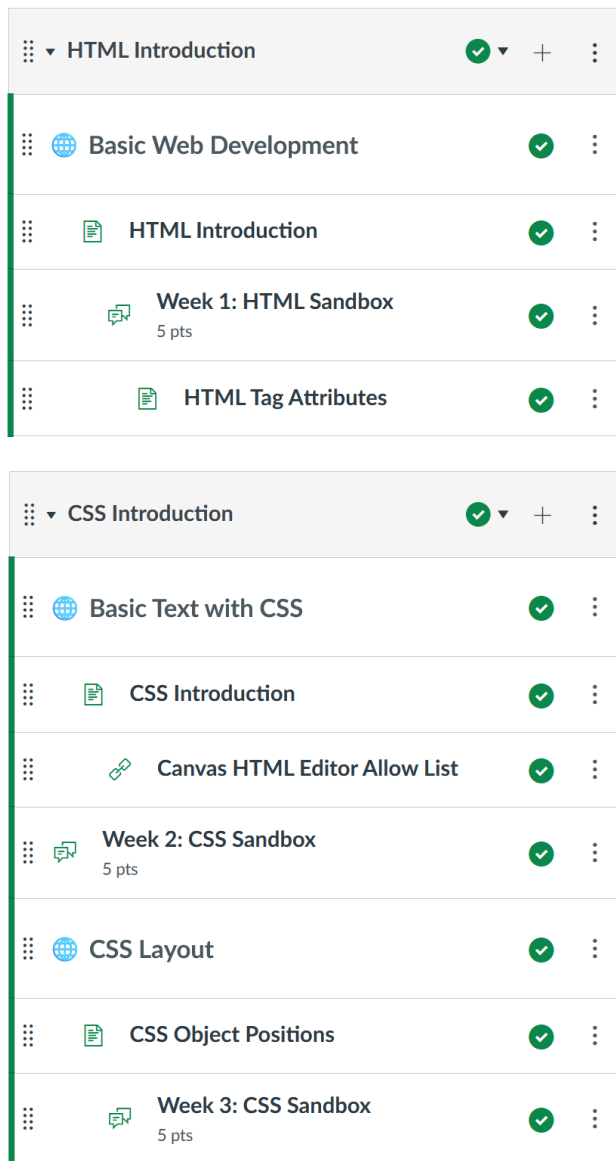 HTML Introduction
Basic Web Development
HTML Introduction
Week 1: HTML Sandbox
5 pts
HTML Tag Attributes
CSS Introduction
Basic Text with CSS
CSS Introduction
Canvas HTML Editor Allow List
Week 2: CSS Sandbox
5 pts
CSS Layout
CSS Object Positions
Week 3: CSS Sandbox
5 pts